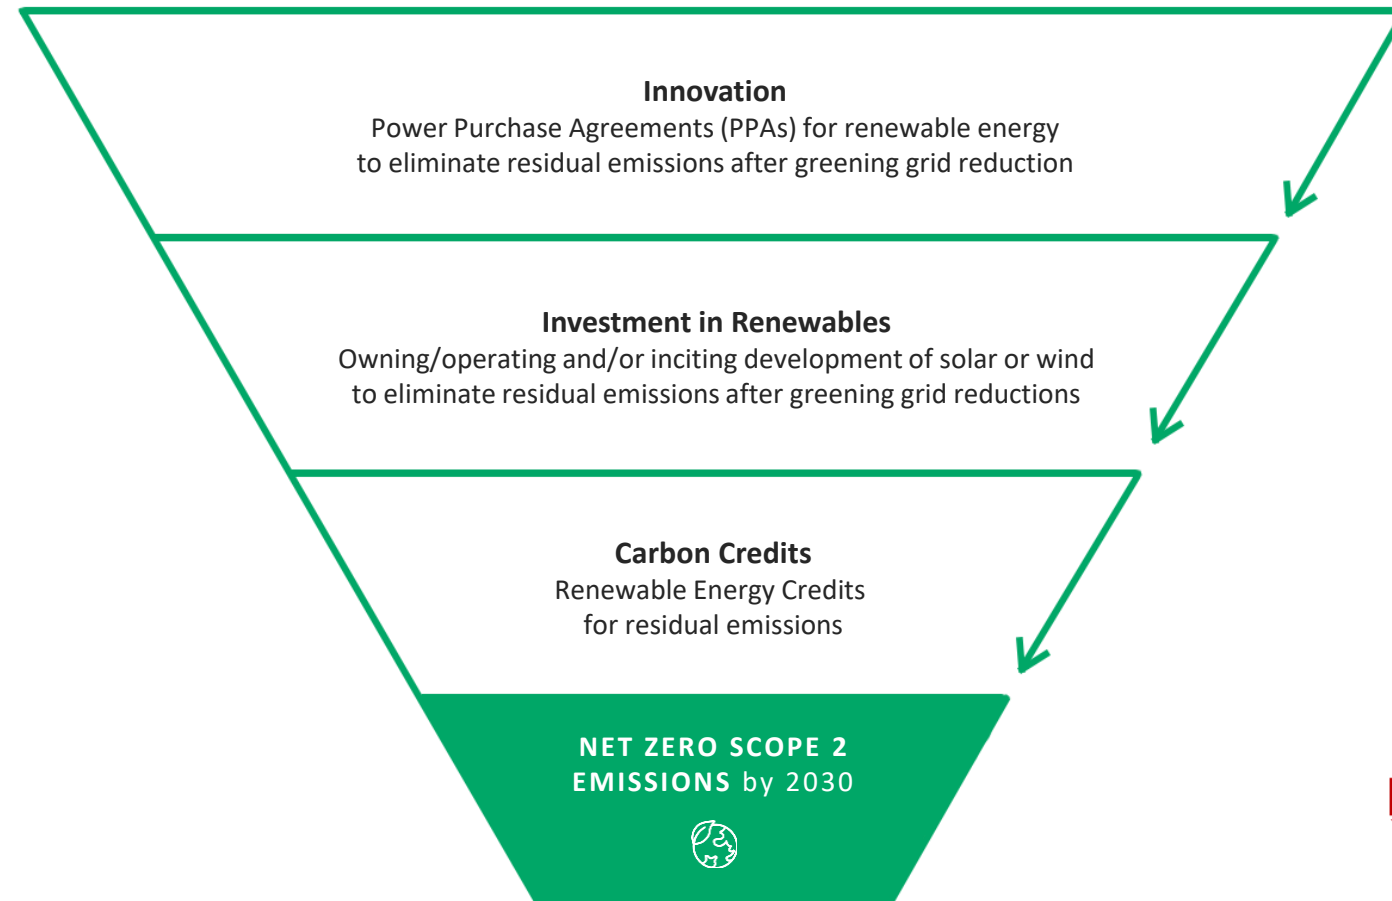 Innovation
Power Purchase Agreements (PPAs) for renewable energy
to eliminate residual emissions after greening grid reduction
Investment in Renewables
Owning/operating and/or inciting development of solar or wind
to eliminate residual emissions after greening grid reductions
Carbon Credits
Renewable Energy Credits
for residual emissions
NET ZERO SCOPE 2
EMISSIONS by 2030